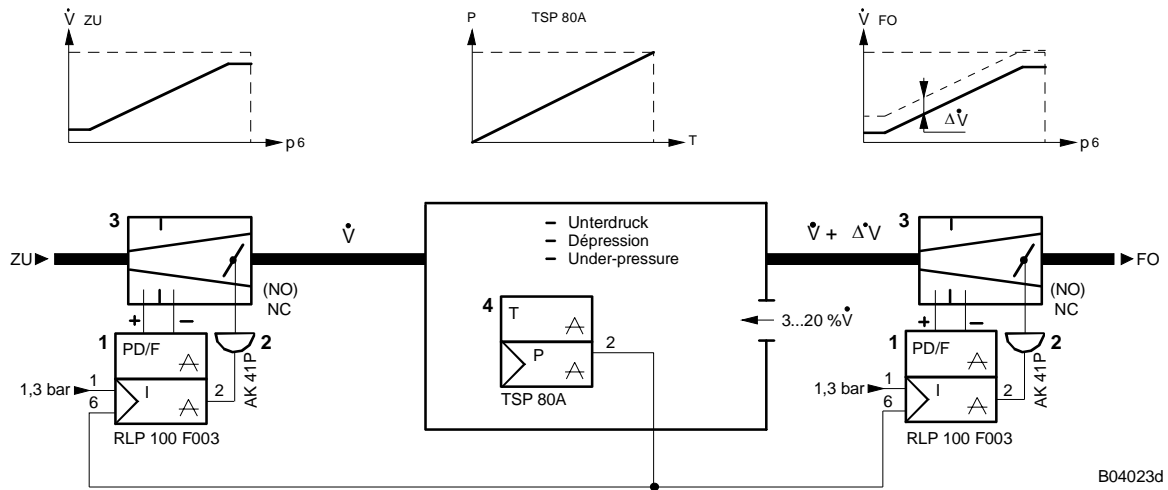 V̇ ZU
p6
P TSP 80A
T
V̇ FO
ΔV̇
p6
3
V̇
– Unterdruck
– Dépression
– Under-pressure
V̇ + ΔV̇
3
ZU
FO
(NO)
NC
(NO)
NC
+ –
4 T
3...20 %V̇
+ –
1 PD/F 2
P 2
1 PD/F 2
1,3 bar 1
6
I 2
AK 41P
TSP 80A
1,3 bar 1
6
I 2
AK 41P
RLP 100 F003
RLP 100 F003
B04023d